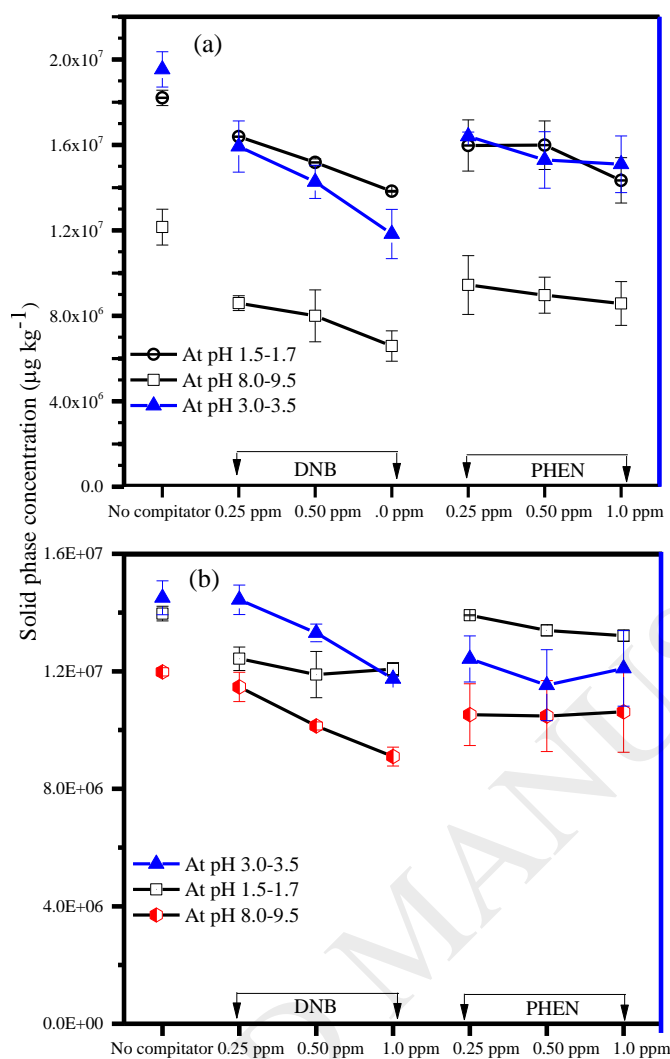 (a)
2.0x10⁷
1.6x10⁷
1.2x10⁷
8.0x10⁶
4.0x10⁶
0.0
Solid phase concentration (µg kg⁻¹)
At pH 1.5-1.7
At pH 8.0-9.5
At pH 3.0-3.5
DNB
PHEN
No compitator 0.25 ppm 0.50 ppm .0 ppm 0.25 ppm 0.50 ppm 1.0 ppm
(b)
1.6E+07
1.2E+07
8.0E+06
4.0E+06
0.0E+00
At pH 3.0-3.5
At pH 1.5-1.7
At pH 8.0-9.5
DNB
PHEN
No compitator 0.25 ppm 0.50 ppm 1.0 ppm 0.25 ppm 0.50 ppm 1.0 ppm
D MANUS